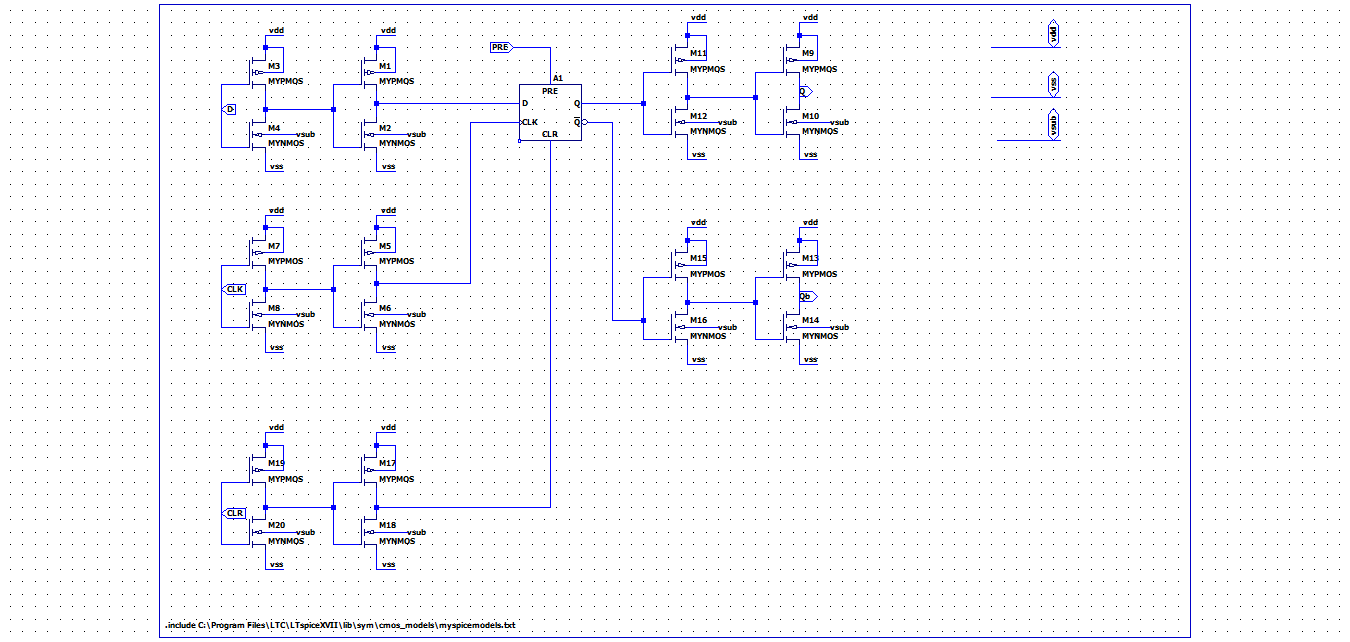 vdd
vdd
M3
M1
MYPMOS
MYPMOS
D
M4
M2
vsub
vsub
MYNMOS
MYNMOS
vss
vss
PRE
A1
PRE
D
Q
CLK
Q
CLR
vdd
vdd
M11
M9
MYPMOS
MYPMOS
Q
M12
M10
vsub
vsub
MYNMOS
MYNMOS
vss
vss
vdd
vss
vsub
vdd
vdd
M7
M5
MYPMOS
MYPMOS
CLK
M8
M6
vsub
vsub
MYNMOS
MYNMOS
vss
vss
vdd
vdd
M15
M13
MYPMOS
MYPMOS
Qb
M16
M14
vsub
vsub
MYNMOS
MYNMOS
vss
vss
vdd
vdd
M19
M17
MYPMOS
MYPMOS
CLR
M20
M18
vsub
vsub
MYNMOS
MYNMOS
vss
vss
.include C:\Program Files\LTC\LTspiceXVII\lib\sym\cmos_models\myspicemodels.txt